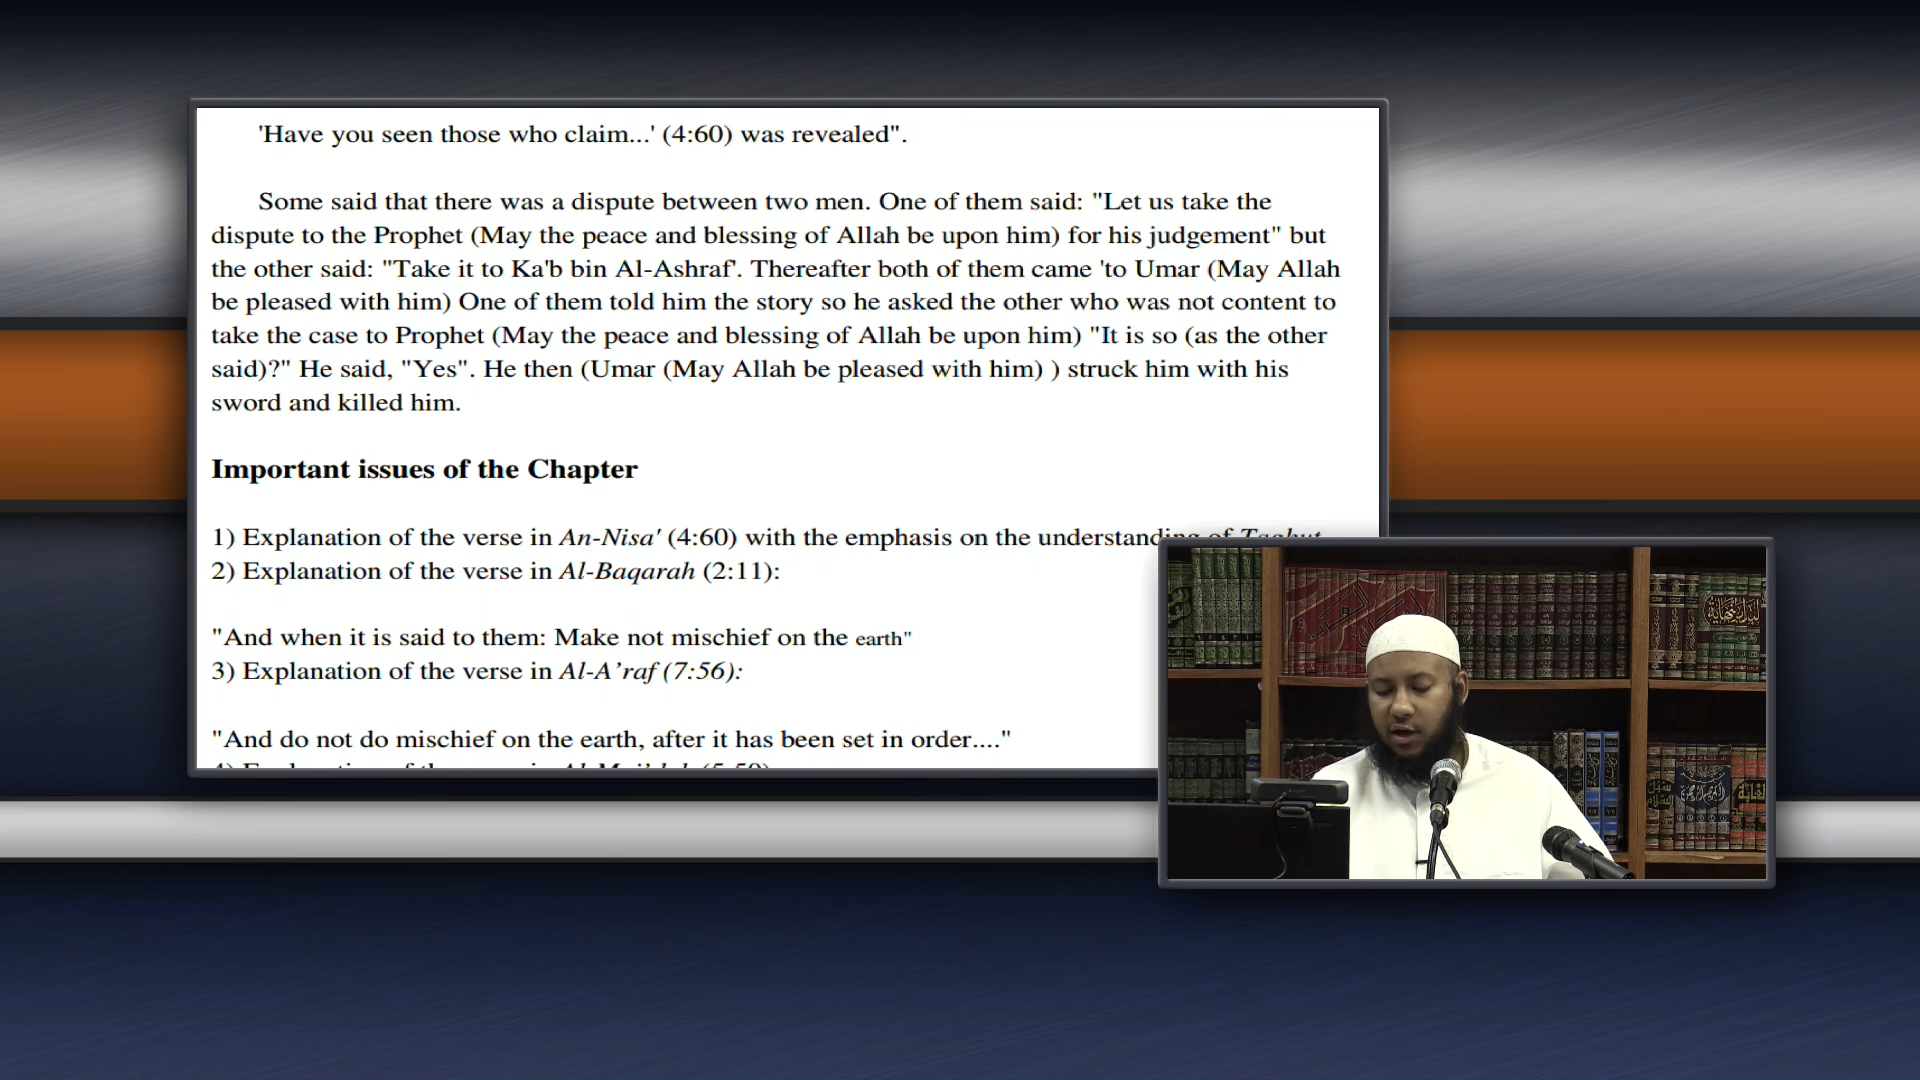 'Have you seen those who claim...' (4:60) was revealed".
Some said that there was a dispute between two men. One of them said: "Let us take the
dispute to the Prophet (May the peace and blessing of Allah be upon him) for his judgement" but
the other said: "Take it to Ka'b bin Al-Ashraf'. Thereafter both of them came 'to Umar (May Allah
be pleased with him) One of them told him the story so he asked the other who was not content to
take the case to Prophet (May the peace and blessing of Allah be upon him) "It is so (as the other
said)?" He said, "Yes". He then (Umar (May Allah be pleased with him) ) struck him with his
sword and killed him.
Important issues of the Chapter
1) Explanation of the verse in An-Nisa' (4:60) with the emphasis on the understanding of Taghut
2) Explanation of the verse in Al-Baqarah (2:11):
"And when it is said to them: Make not mischief on the earth"
3) Explanation of the verse in Al-A’raf (7:56):
"And do not do mischief on the earth, after it has been set in order...."